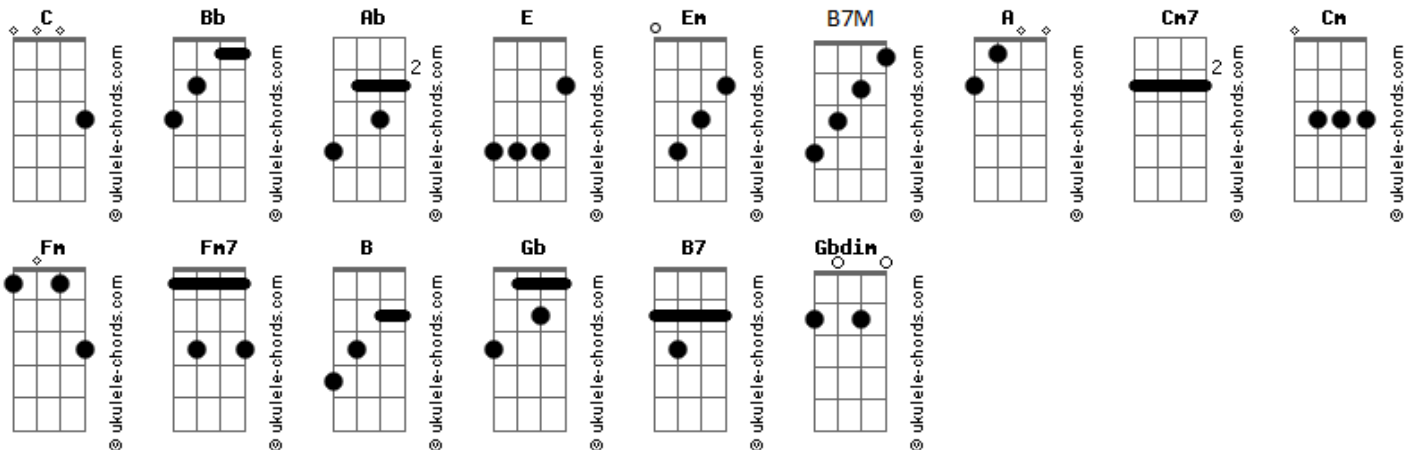 C Bb Ab E Em B7M A Cm7 Cm
2 2
© ukulele-chords.com © ukulele-chords.com © ukulele-chords.com © ukulele-chords.com © ukulele-chords.com © ukulele-chords.com © ukulele-chords.com © ukulele-chords.com © ukulele-chords.com
Fm Fm7 B Gb B7 Gbdim
© ukulele-chords.com © ukulele-chords.com © ukulele-chords.com © ukulele-chords.com © ukulele-chords.com © ukulele-chords.com